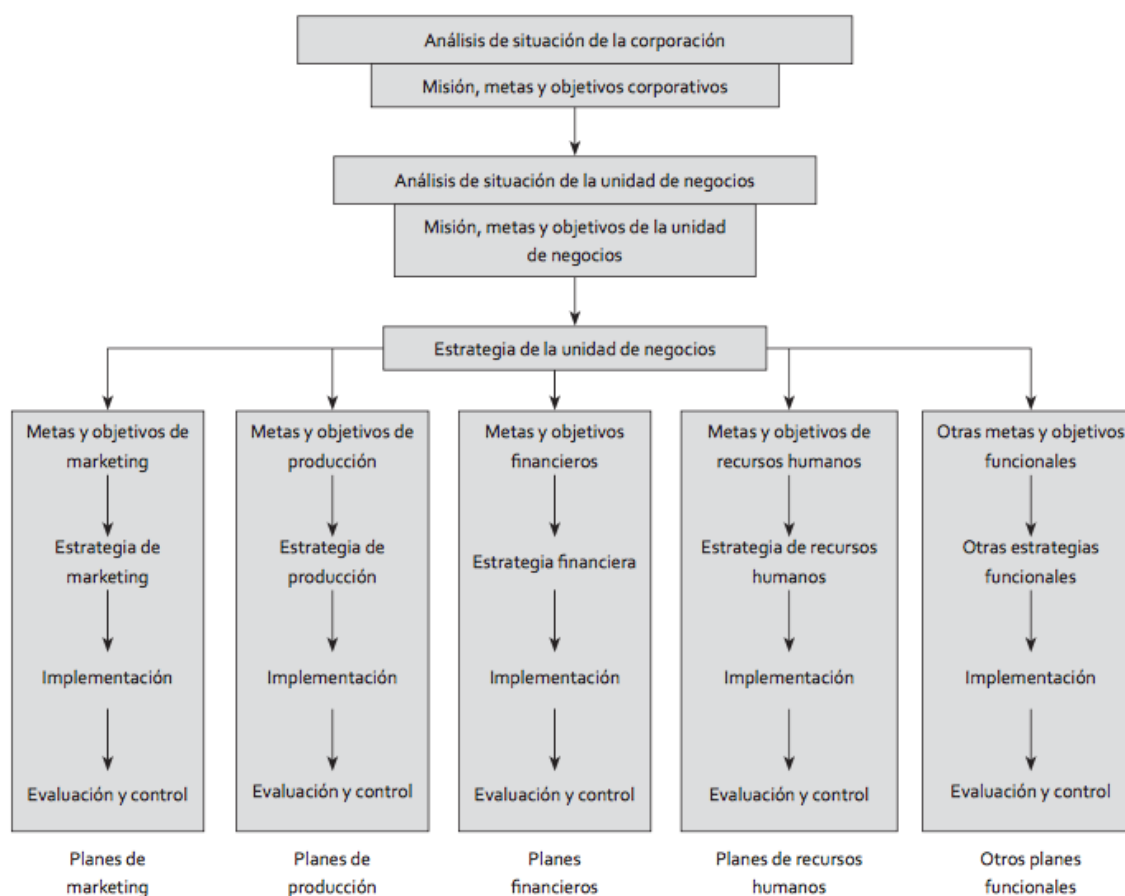 Análisis de situación de la corporación
Misión, metas y objetivos corporativos
Análisis de situación de la unidad de negocios
Misión, metas y objetivos de la unidad
de negocios
Estrategia de la unidad de negocios
Metas y objetivos de
marketing
Estrategia de
marketing
Implementación
Evaluación y control
Planes de
marketing
Metas y objetivos de
producción
Estrategia de
producción
Implementación
Evaluación y control
Planes de
producción
Metas y objetivos
financieros
Estrategia financiera
Implementación
Evaluación y control
Planes
financieros
Metas y objetivos de
recursos humanos
Estrategia de recursos
humanos
Implementación
Evaluación y control
Planes de recursos
humanos
Otras metas y objetivos
funcionales
Otras estrategias
funcionales
Implementación
Evaluación y control
Otros planes
funcionales